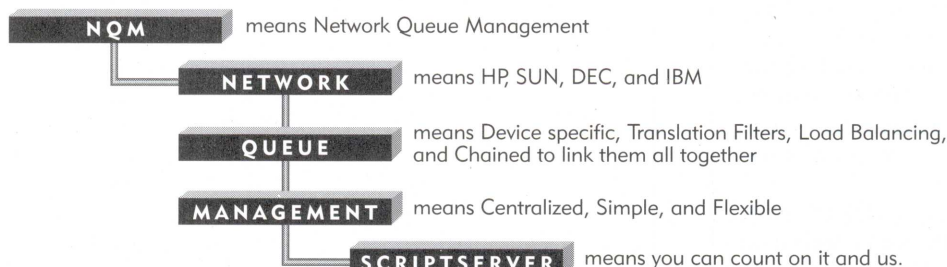 NQM means Network Queue Management
NETWORK means HP, SUN, DEC, and IBM
QUEUE means Device specific, Translation Filters, Load Balancing,
and Chained to link them all together
MANAGEMENT means Centralized, Simple, and Flexible
SCRIPTSERVER means you can count on it and us.